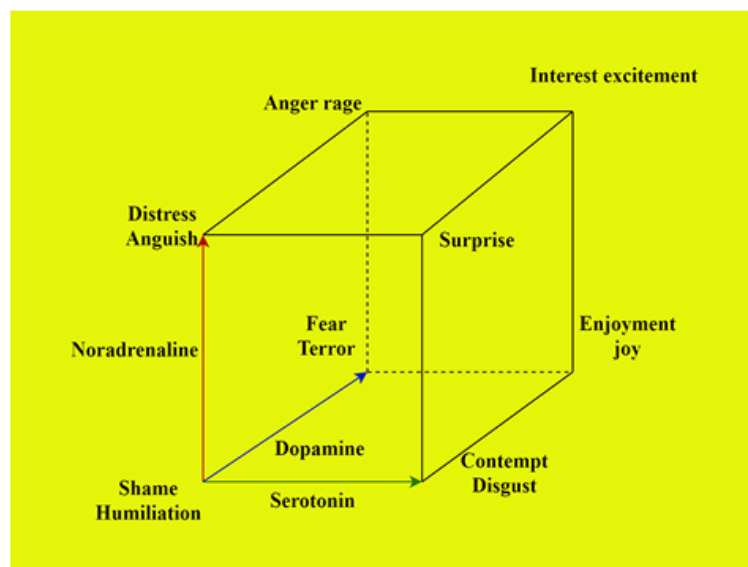 Interest excitement
Anger rage
Distress
Anguish
Surprise
Fear
Terror
Enjoyment
joy
Noradrenaline
Dopamine
Contempt
Disgust
Shame
Humiliation
Serotonin